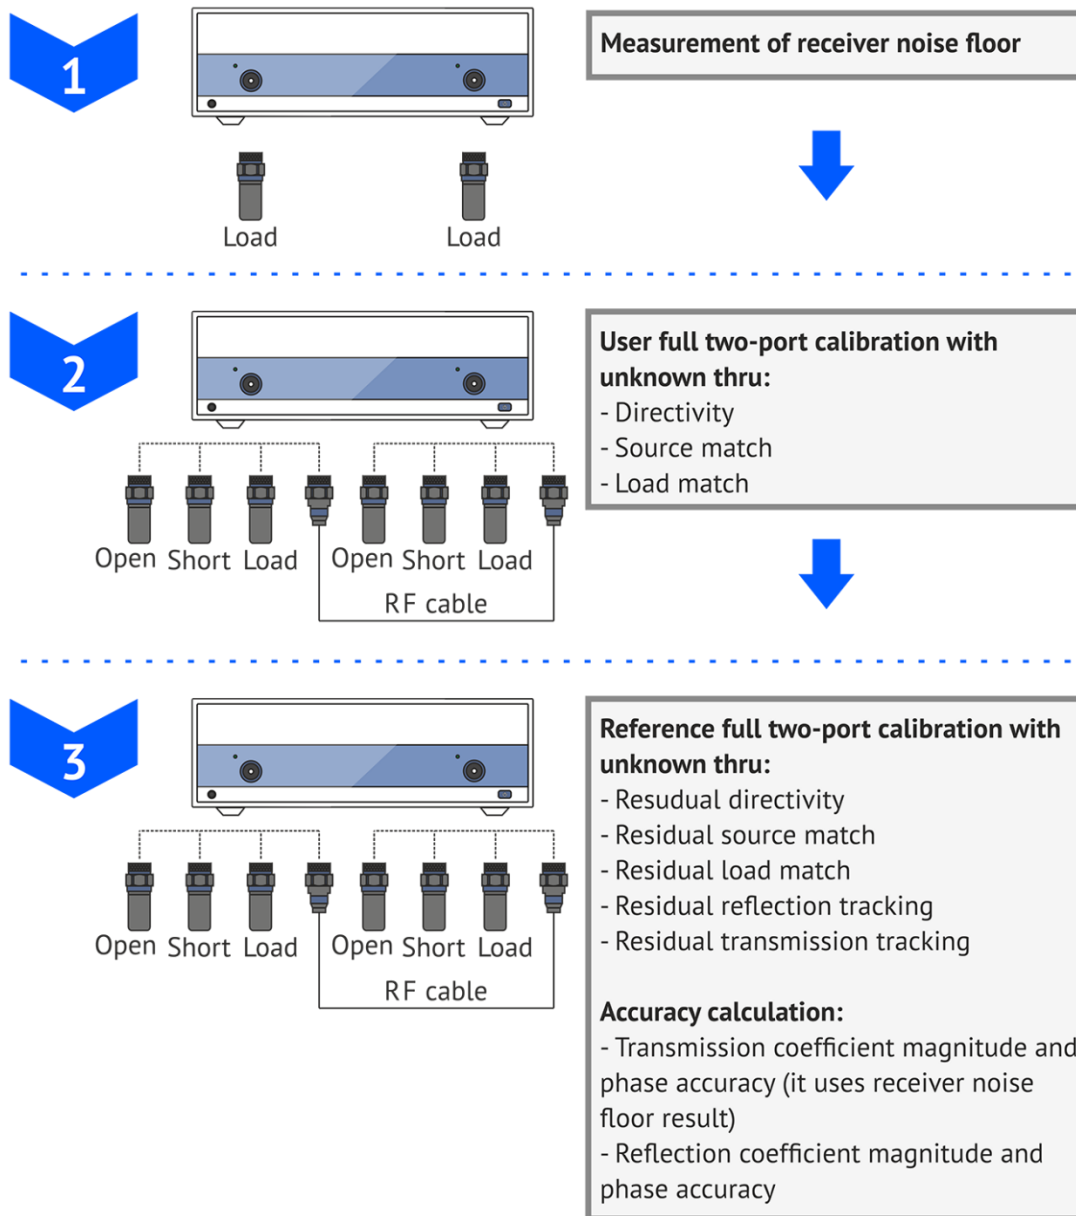 1
Measurement of receiver noise floor
Load
Load
2
User full two-port calibration with
unknown thru:
- Directivity
- Source match
- Load match
Open Short Load
Open Short Load
RF cable
3
Reference full two-port calibration with
unknown thru:
- Resudual directivity
- Residual source match
- Residual load match
- Residual reflection tracking
- Residual transmission tracking
Accuracy calculation:
- Transmission coefficient magnitude and
phase accuracy (it uses receiver noise
floor result)
- Reflection coefficient magnitude and
phase accuracy
Open Short Load
Open Short Load
RF cable